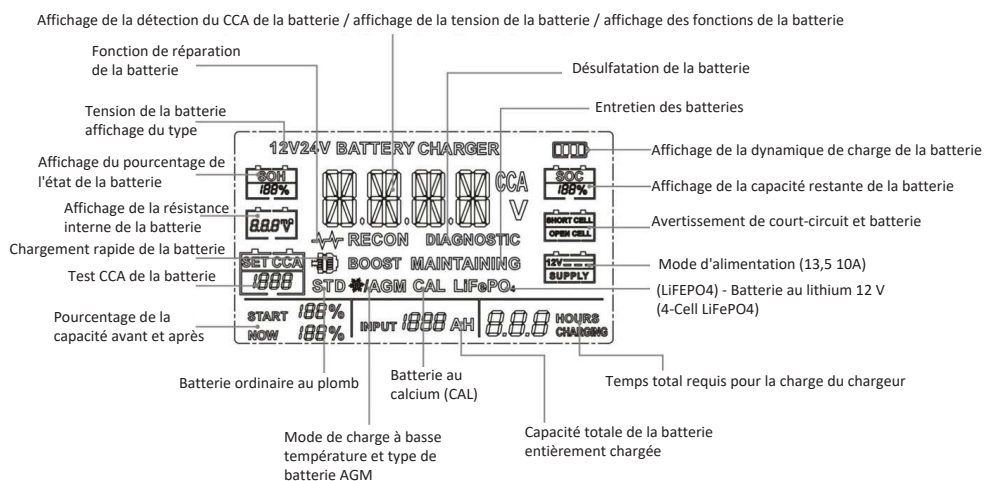 Affichage de la détection du CCA de la batterie / affichage de la tension de la batterie / affichage des fonctions de la batterie
Fonction de réparation
de la batterie
Désulfatation de la batterie
Tension de la batterie
affichage du type
Entretien des batteries
12V24V BATTERY CHARGER
Affichage de la dynamique de charge de la batterie
Affichage du pourcentage de
l'état de la batterie
SOH
188%
CCA
V
SOC
188%
Affichage de la capacité restante de la batterie
Affichage de la résistance
interne de la batterie
SHORT CELL
OPEN CELL
Avertissement de court-circuit et batterie
RECON DIAGNOSTIC
Chargement rapide de la batterie
SET CCA
BOOST MAINTAINING
12V
SUPPLY
Mode d'alimentation (13,5 10A)
Test CCA de la batterie
1888
STD /AGM CAL LiFePO₄
(LiFEPO4) - Batterie au lithium 12 V
(4-Cell LiFePO4)
Pourcentage de la
capacité avant et après
START 188%
NOW 188%
INPUT 1888 AH
8.8.8 HOURS
CHARGING
Batterie ordinaire au plomb
Batterie au
calcium (CAL)
Temps total requis pour la charge du chargeur
Mode de charge à basse
température et type de
batterie AGM
Capacité totale de la batterie
entièrement chargée